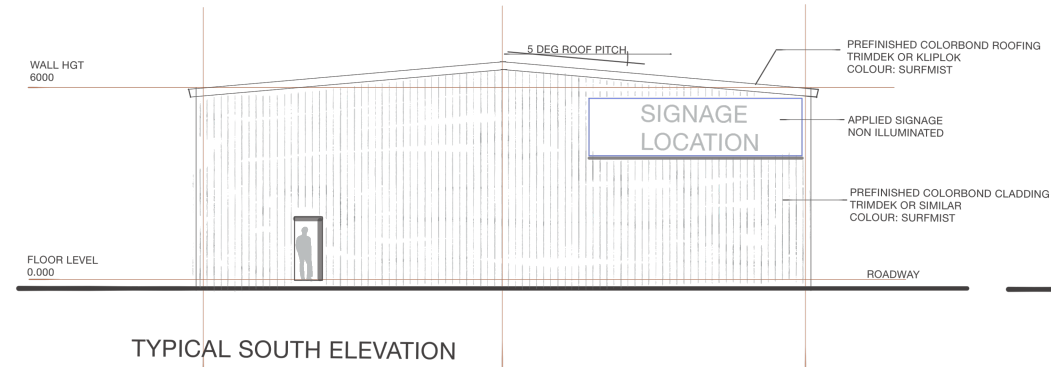 5 DEG ROOF PITCH
WALL HGT
6000
PREFINISHED COLORBOND ROOFING
TRIMDEK OR KLIPLOK
COLOUR: SURFMIST
SIGNAGE
LOCATION
APPLIED SIGNAGE
NON ILLUMINATED
PREFINISHED COLORBOND CLADDING
TRIMDEK OR SIMILAR
COLOUR: SURFMIST
FLOOR LEVEL
0.000
ROADWAY
TYPICAL SOUTH ELEVATION